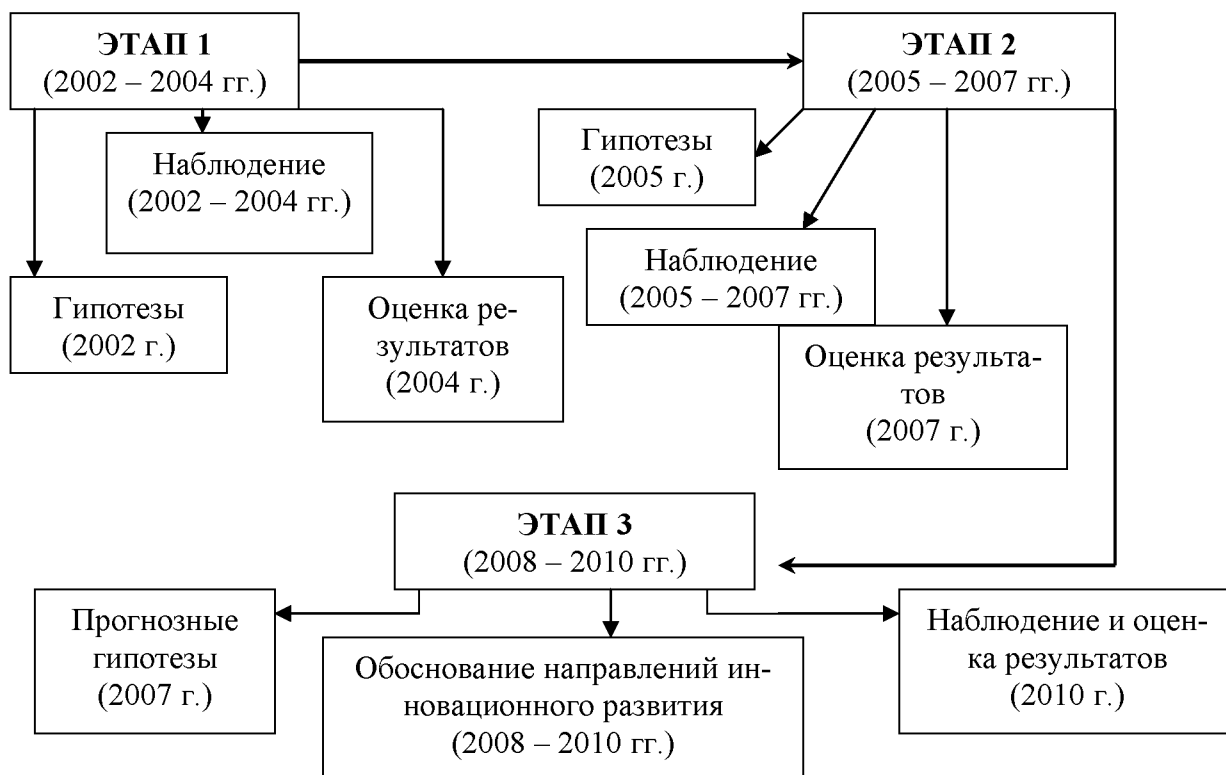 ЭТАП 1
(2002 – 2004 гг.)
ЭТАП 2
(2005 – 2007 гг.)
Наблюдение
(2002 – 2004 гг.)
Гипотезы
(2002 г.)
Оценка ре-
зультатов
(2004 г.)
Гипотезы
(2005 г.)
Наблюдение
(2005 – 2007 гг.)
Оценка результа-
тов
(2007 г.)
ЭТАП 3
(2008 – 2010 гг.)
Прогнозные
гипотезы
(2007 г.)
Обоснование направлений ин-
новационного развития
(2008 – 2010 гг.)
Наблюдение и оцен-
ка результатов
(2010 г.)